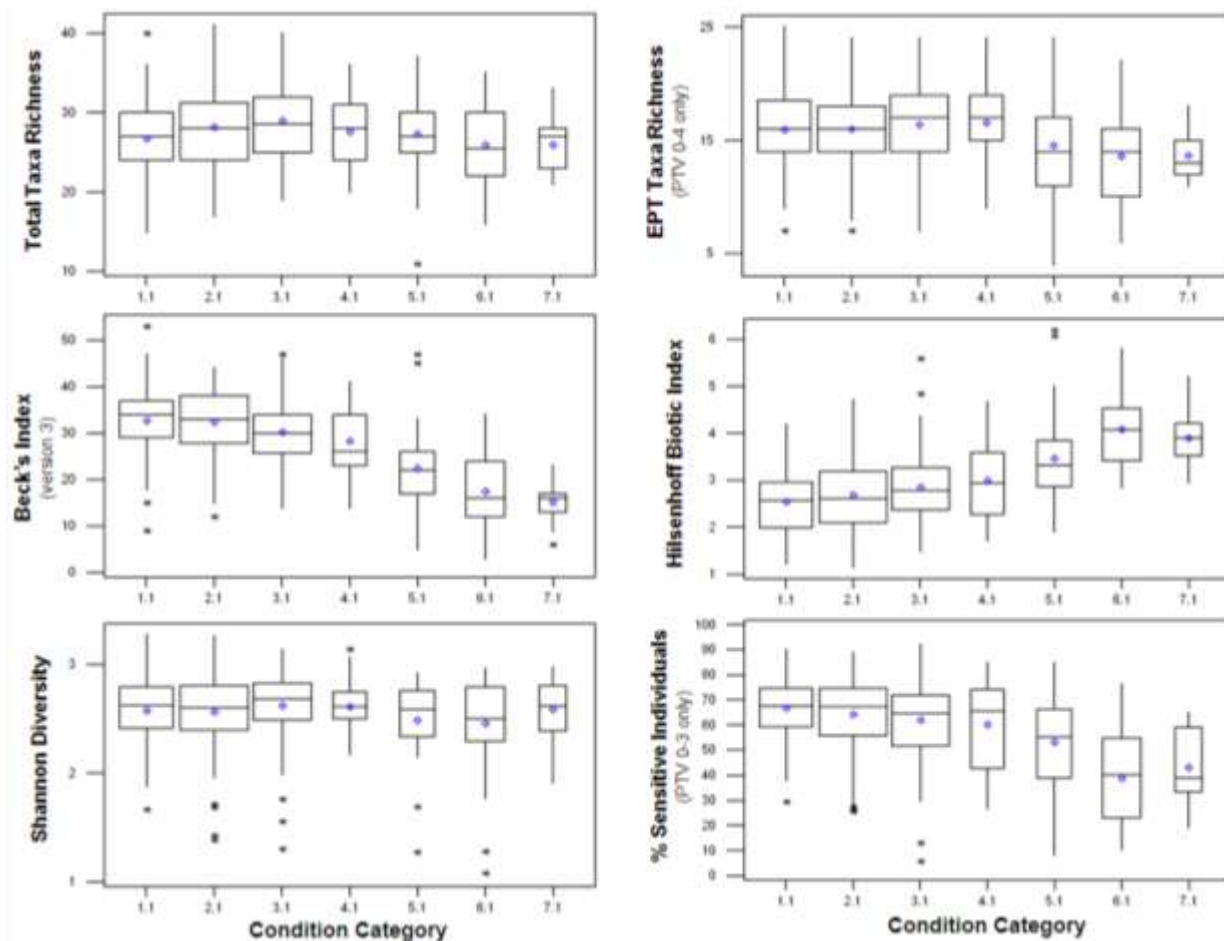 Total Taxa Richness
40
30
20
10
1.1 2.1 3.1 4.1 5.1 6.1 7.1
EPT Taxa Richness
(PTV 0-4 only)
25
15
5
1.1 2.1 3.1 4.1 5.1 6.1 7.1
Beck's Index
(version 3)
50
40
30
20
10
0
1.1 2.1 3.1 4.1 5.1 6.1 7.1
Hilsenhoff Biotic Index
6
5
4
3
2
1
1.1 2.1 3.1 4.1 5.1 6.1 7.1
Shannon Diversity
3
2
1
1.1 2.1 3.1 4.1 5.1 6.1 7.1
Condition Category
% Sensitive Individuals
(PTV 0-3 only)
100
90
80
70
60
50
40
30
20
10
0
1.1 2.1 3.1 4.1 5.1 6.1 7.1
Condition Category